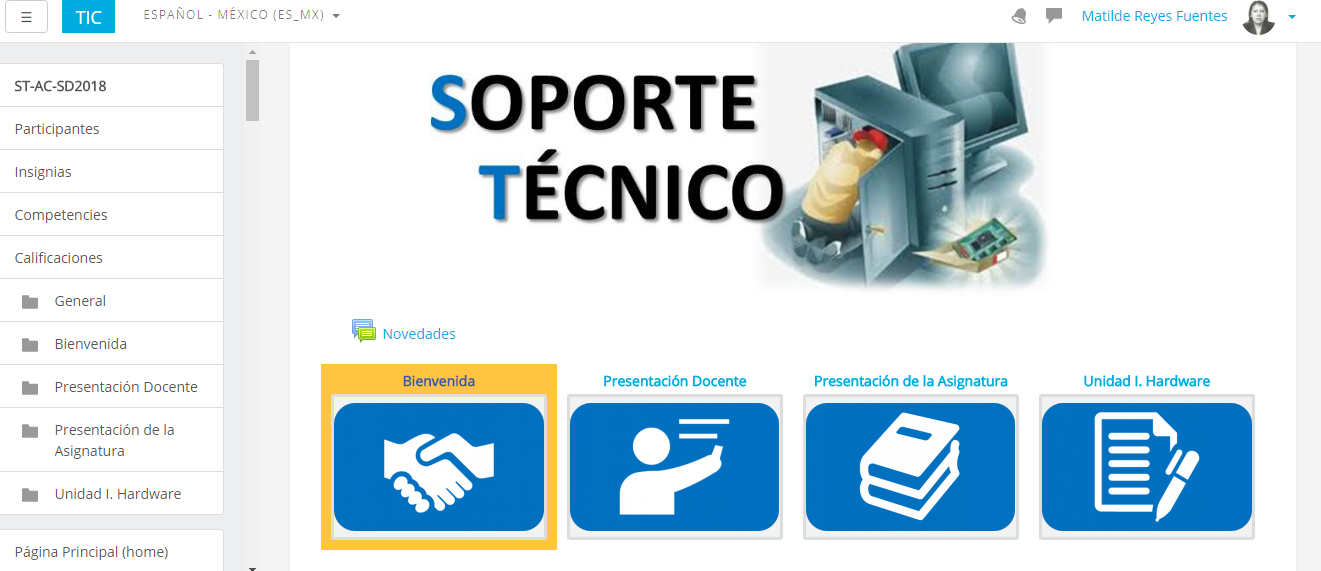 ☰ TIC ESPAÑOL - MÉXICO (ES_MX) Matilde Reyes Fuentes
ST-AC-SD2018
Participantes
Insignias
Competencies
Calificaciones
General
Bienvenida
Presentación Docente
Presentación de la
Asignatura
Unidad I. Hardware
Página Principal (home)
SOPORTE
TÉCNICO
Novedades
Bienvenida
Presentación Docente
Presentación de la Asignatura
Unidad I. Hardware